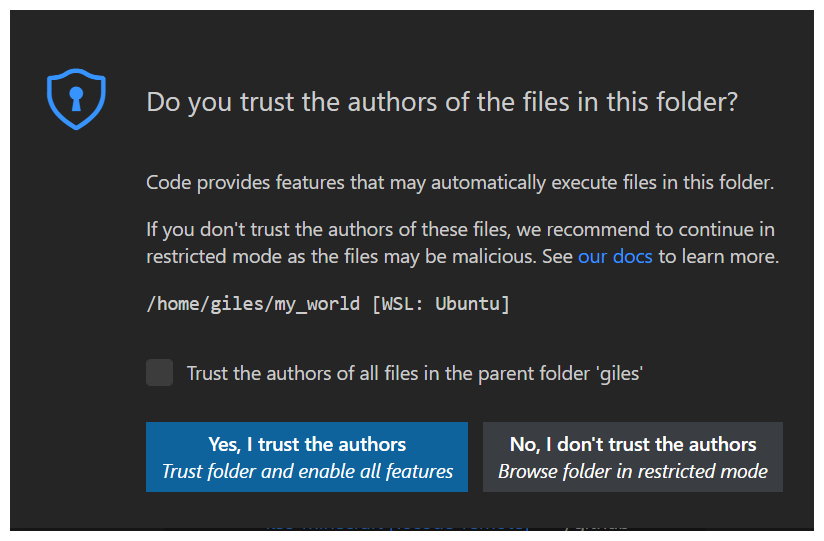 Do you trust the authors of the files in this folder?
Code provides features that may automatically execute files in this folder.
If you don't trust the authors of these files, we recommend to continue in
restricted mode as the files may be malicious. See our docs to learn more.
/home/giles/my_world [WSL: Ubuntu]
Trust the authors of all files in the parent folder 'giles'
Yes, I trust the authors
Trust folder and enable all features
No, I don't trust the authors
Browse folder in restricted mode